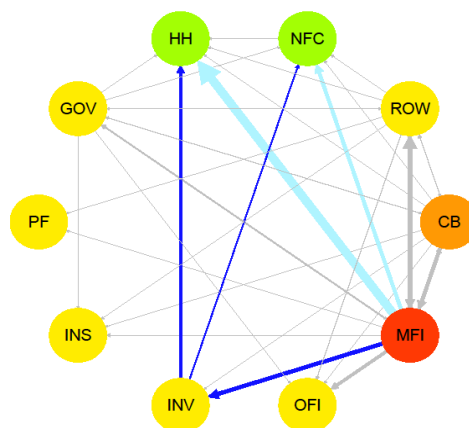 HH
NFC
GOV
ROW
PF
CB
INS
MFI
INV
OFI